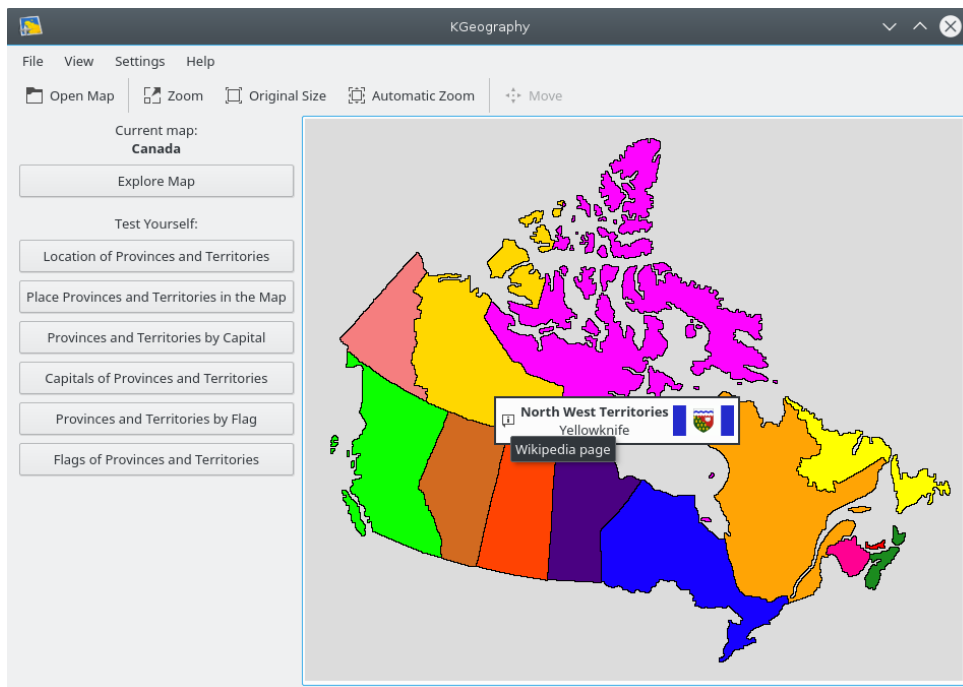 KGeography
File View Settings Help
Open Map Zoom Original Size Automatic Zoom Move
Current map:
Canada
Explore Map
Test Yourself:
Location of Provinces and Territories
Place Provinces and Territories in the Map
Provinces and Territories by Capital
Capitals of Provinces and Territories
Provinces and Territories by Flag
Flags of Provinces and Territories
North West Territories
Yellowknife
Wikipedia page